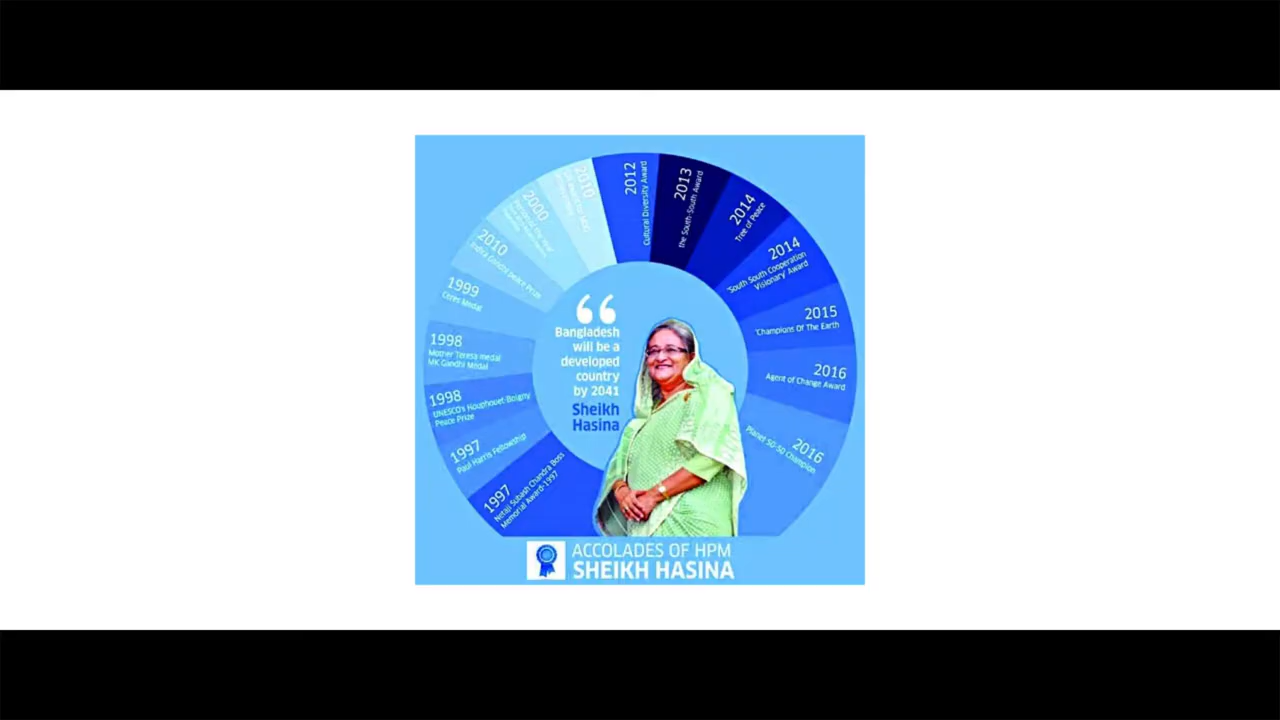 1997
Netaji Subash Chandra Boss
Memorial Award-1997
1997
Paul Harris Fellowship
1998
UNESCO's Houphouet-Boigny
Peace Prize
1998
Mother Teresa medal
MK Gandhi Medal
1999
Ceres Medal
2010
Indira Gandhi Peace Prize
2000
2010
2012
Cultural Diversity Award
2013
the South-South Award
2014
Tree of Peace
2014
'South South Cooperation
Visionary' Award
2015
'Champions Of The Earth
2016
Agent of Change Award
2016
Planet 50-50 Champion
“
Bangladesh
will be a
developed
country
by 2041
Sheikh
Hasina
ACCOLADES OF HPM
SHEIKH HASINA